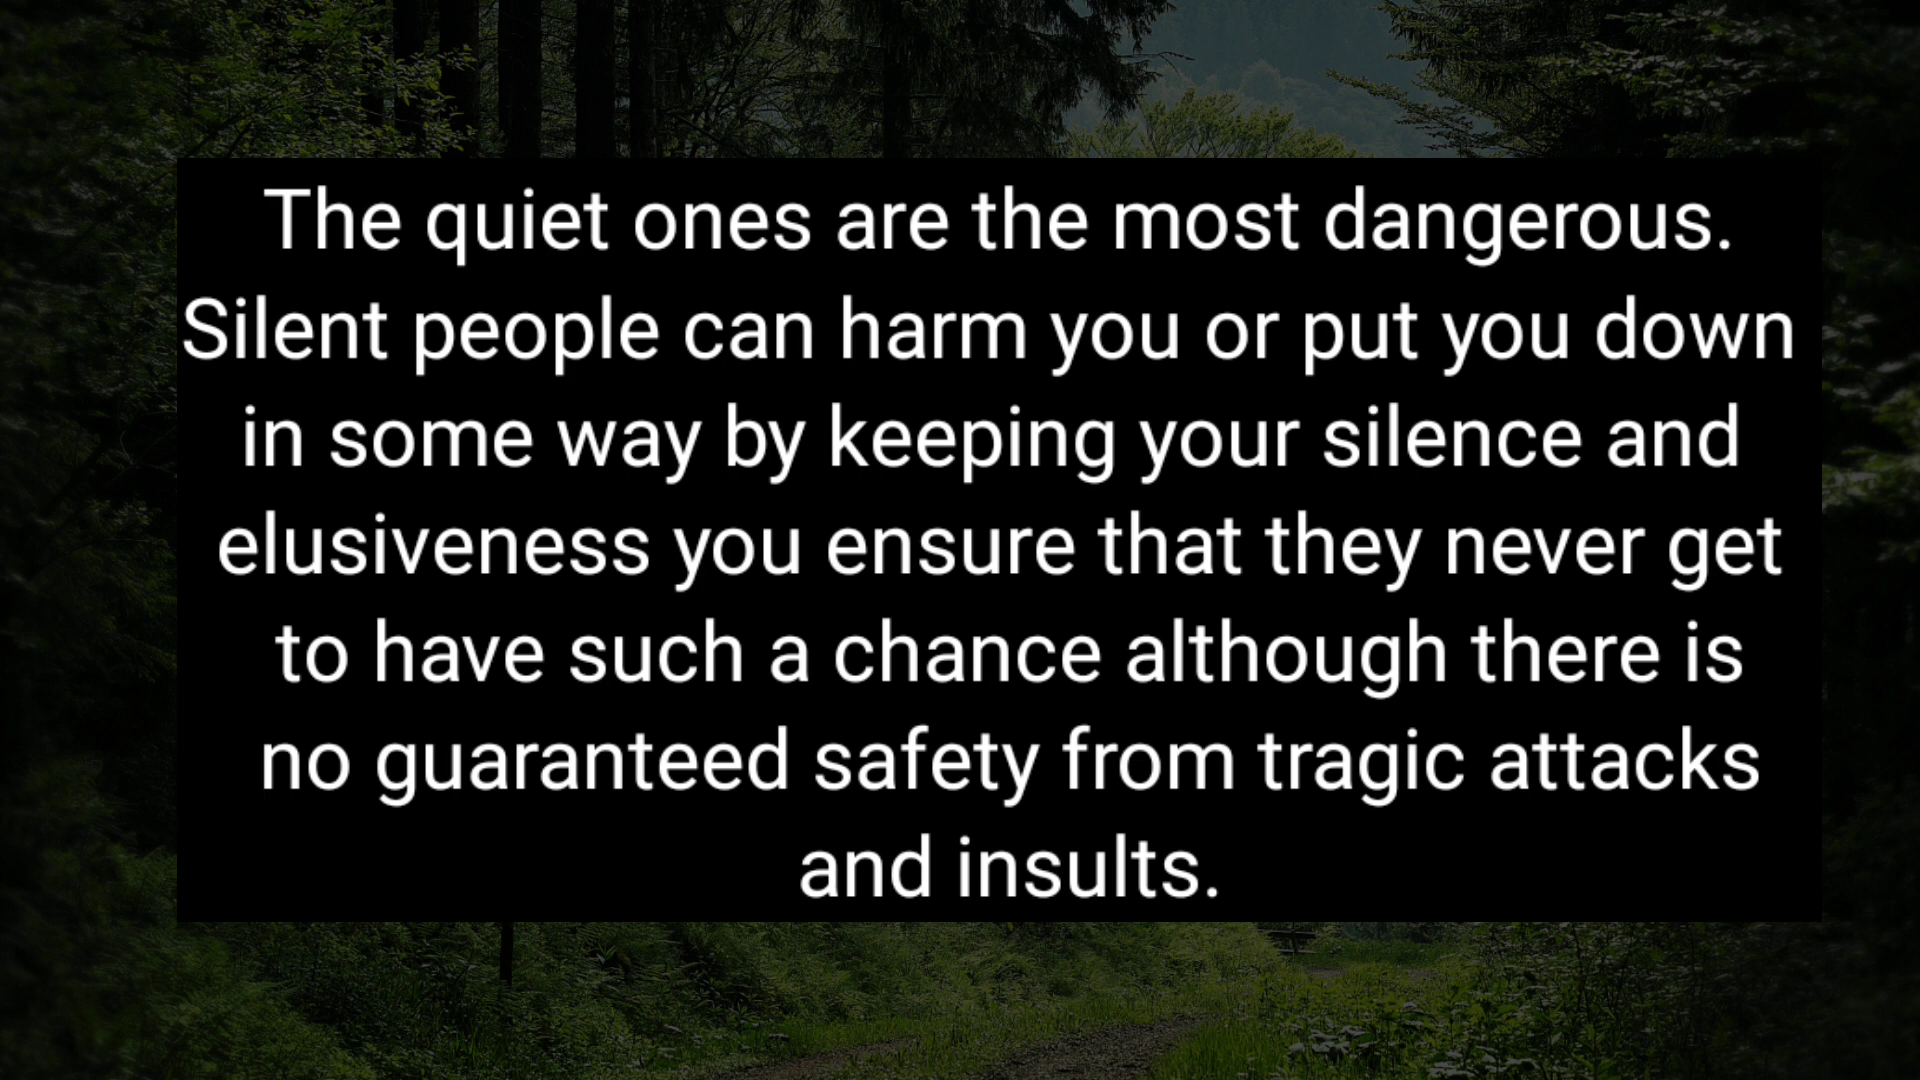 The quiet ones are the most dangerous.
Silent people can harm you or put you down
in some way by keeping your silence and
elusiveness you ensure that they never get
to have such a chance although there is
no guaranteed safety from tragic attacks
and insults.